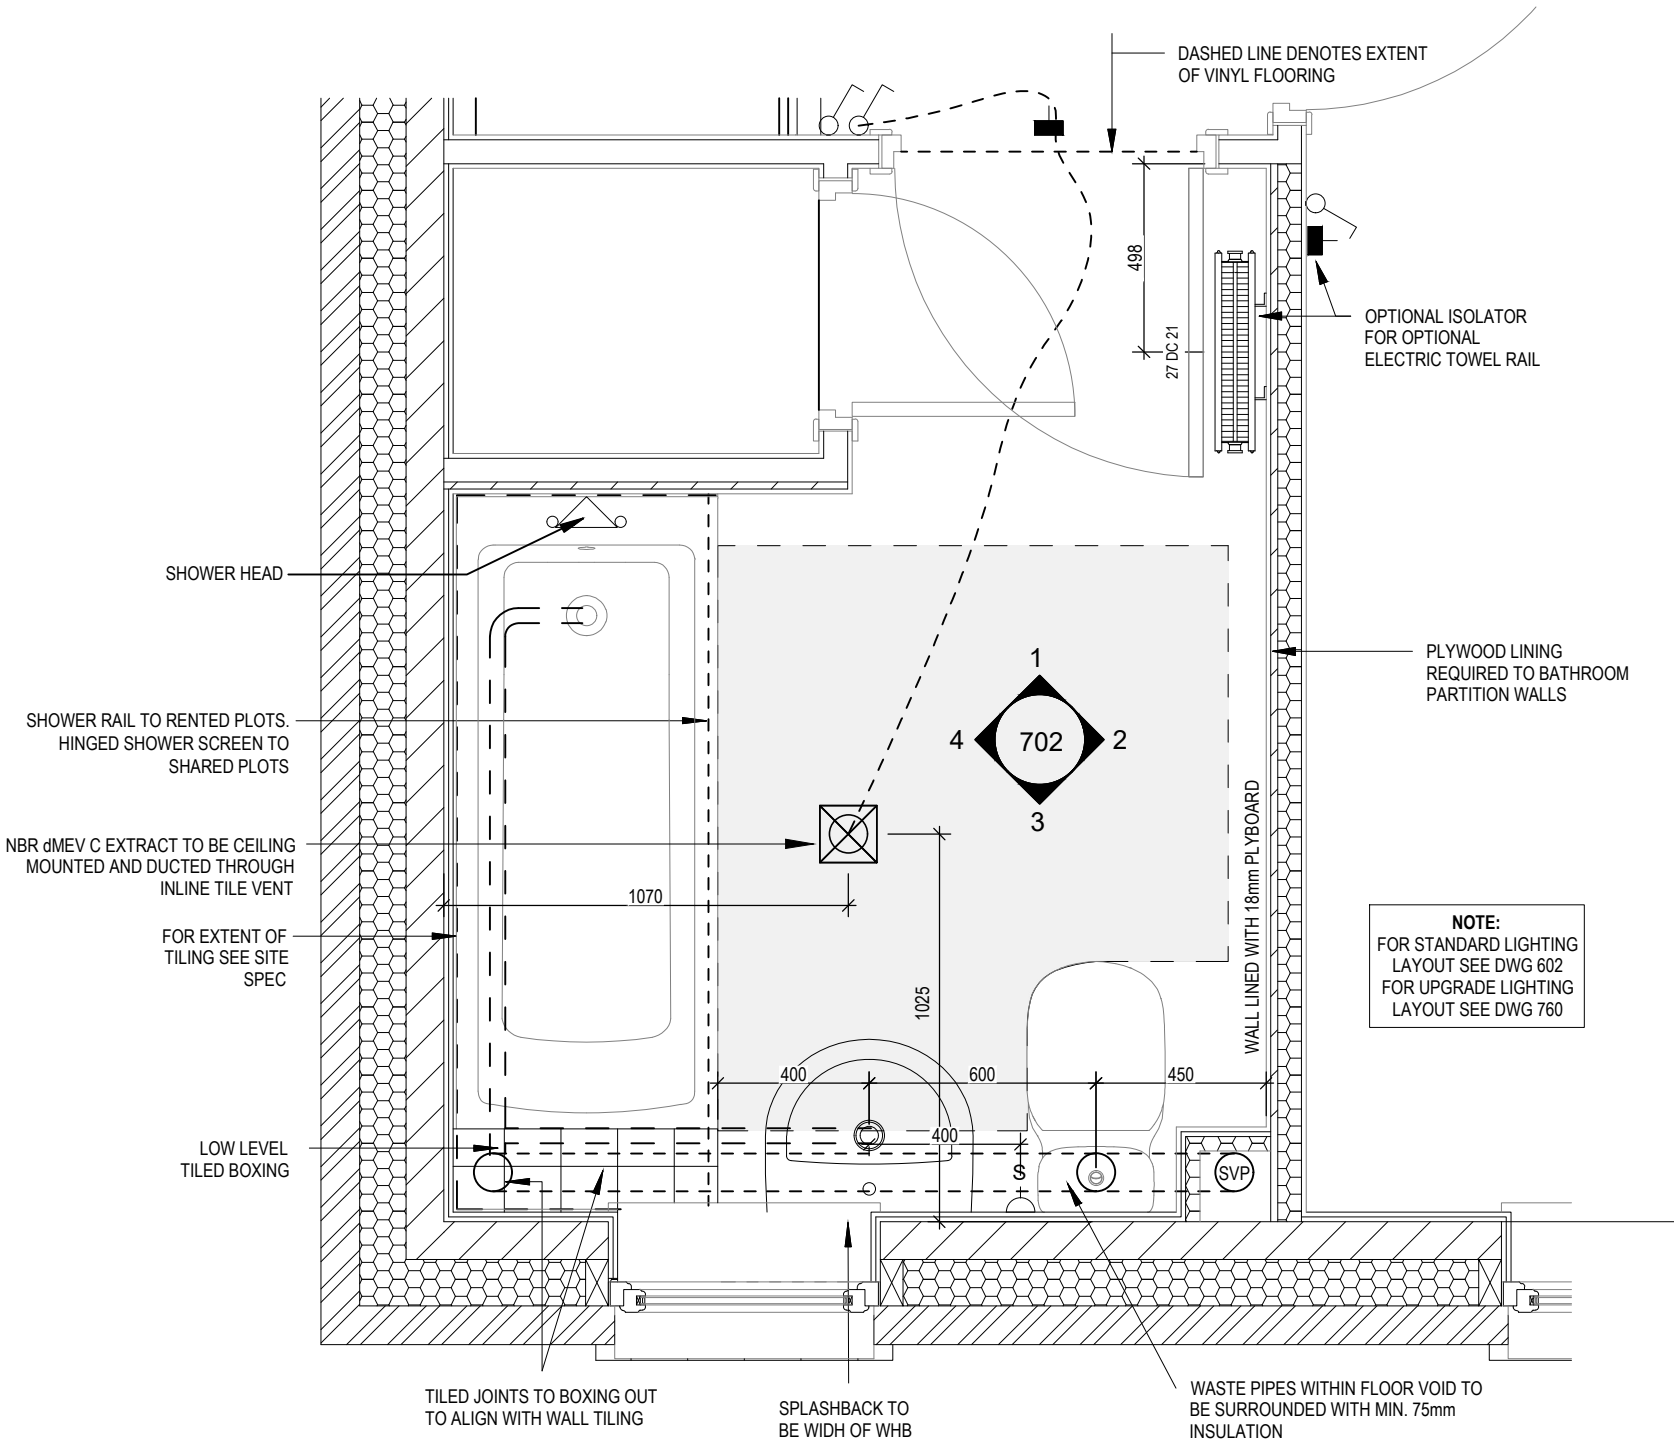 DASHED LINE DENOTES EXTENT
OF VINYL FLOORING
498
27 DC 21
OPTIONAL ISOLATOR
FOR OPTIONAL
ELECTRIC TOWEL RAIL
SHOWER HEAD
PLYWOOD LINING
REQUIRED TO BATHROOM
PARTITION WALLS
1
4
702
2
3
SHOWER RAIL TO RENTED PLOTS.
HINGED SHOWER SCREEN TO
SHARED PLOTS
NBR dMEV C EXTRACT TO BE CEILING
MOUNTED AND DUCTED THROUGH
INLINE TILE VENT
1070
WALL LINED WITH 18mm PLYBOARD
FOR EXTENT OF
TILING SEE SITE
SPEC
1025
NOTE:
FOR STANDARD LIGHTING
LAYOUT SEE DWG 602
FOR UPGRADE LIGHTING
LAYOUT SEE DWG 760
400
600
450
400
LOW LEVEL
TILED BOXING
S
SVP
TILED JOINTS TO BOXING OUT
TO ALIGN WITH WALL TILING
SPLASHBACK TO
BE WIDH OF WHB
WASTE PIPES WITHIN FLOOR VOID TO
BE SURROUNDED WITH MIN. 75mm
INSULATION